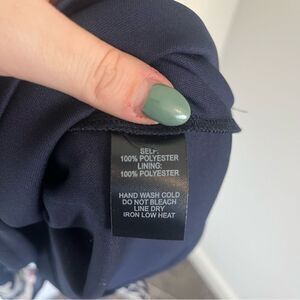 SELF:
100% POLYESTER
LINING:
100% POLYESTER
HAND WASH COLD
DO NOT BLEACH
LINE DRY
IRON LOW HEAT